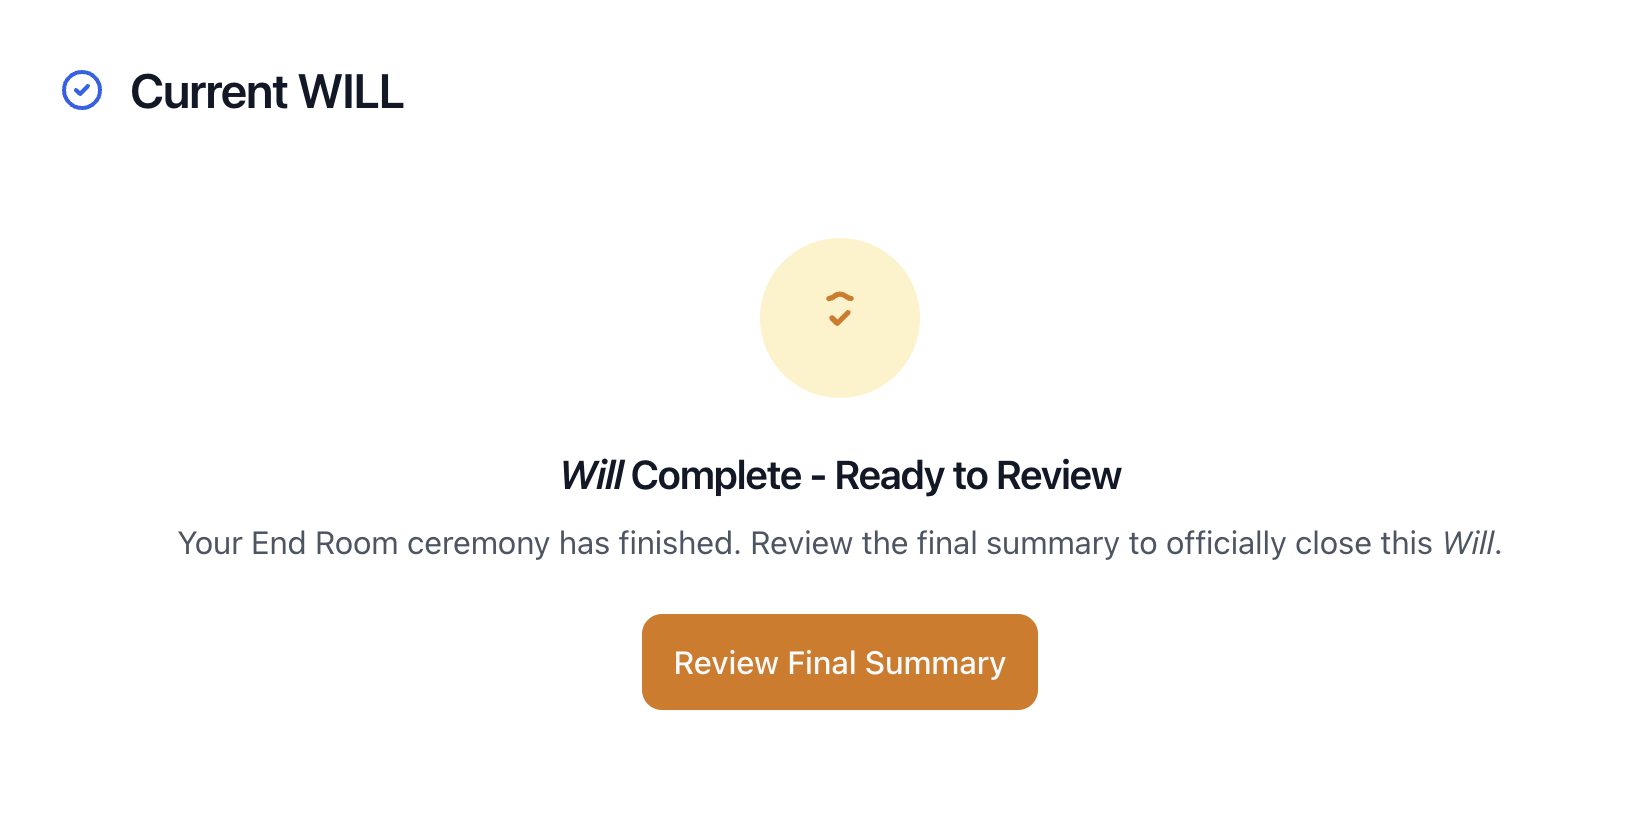 Current WILL
Will Complete - Ready to Review
Your End Room ceremony has finished. Review the final summary to officially close this Will.
Review Final Summary